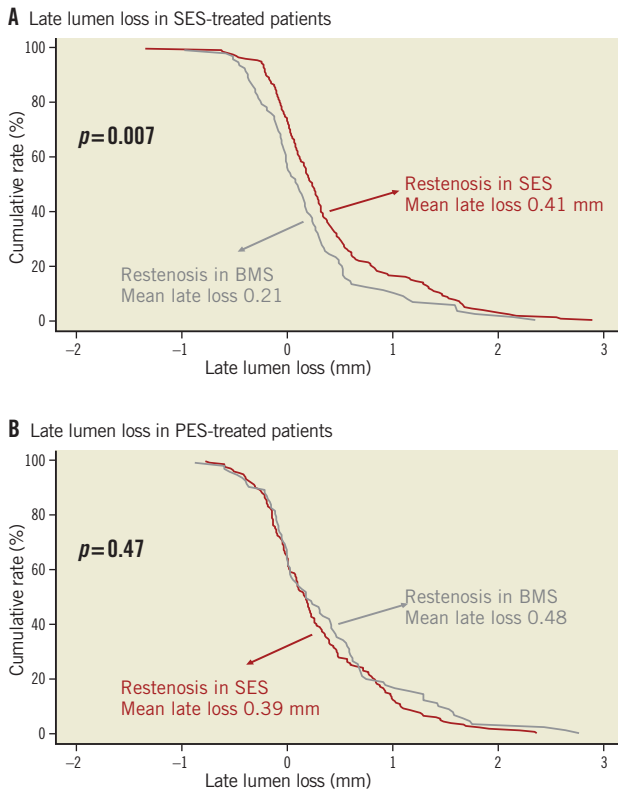 A Late lumen loss in SES-treated patients
Cumulative rate (%)
100
80
60
40
20
0
p=0.007
Restenosis in SES
Mean late loss 0.41 mm
Restenosis in BMS
Mean late loss 0.21
−2
−1
0
1
2
3
Late lumen loss (mm)
B Late lumen loss in PES-treated patients
Cumulative rate (%)
100
80
60
40
20
0
p=0.47
Restenosis in BMS
Mean late loss 0.48
Restenosis in SES
Mean late loss 0.39 mm
−2
−1
0
1
2
3
Late lumen loss (mm)